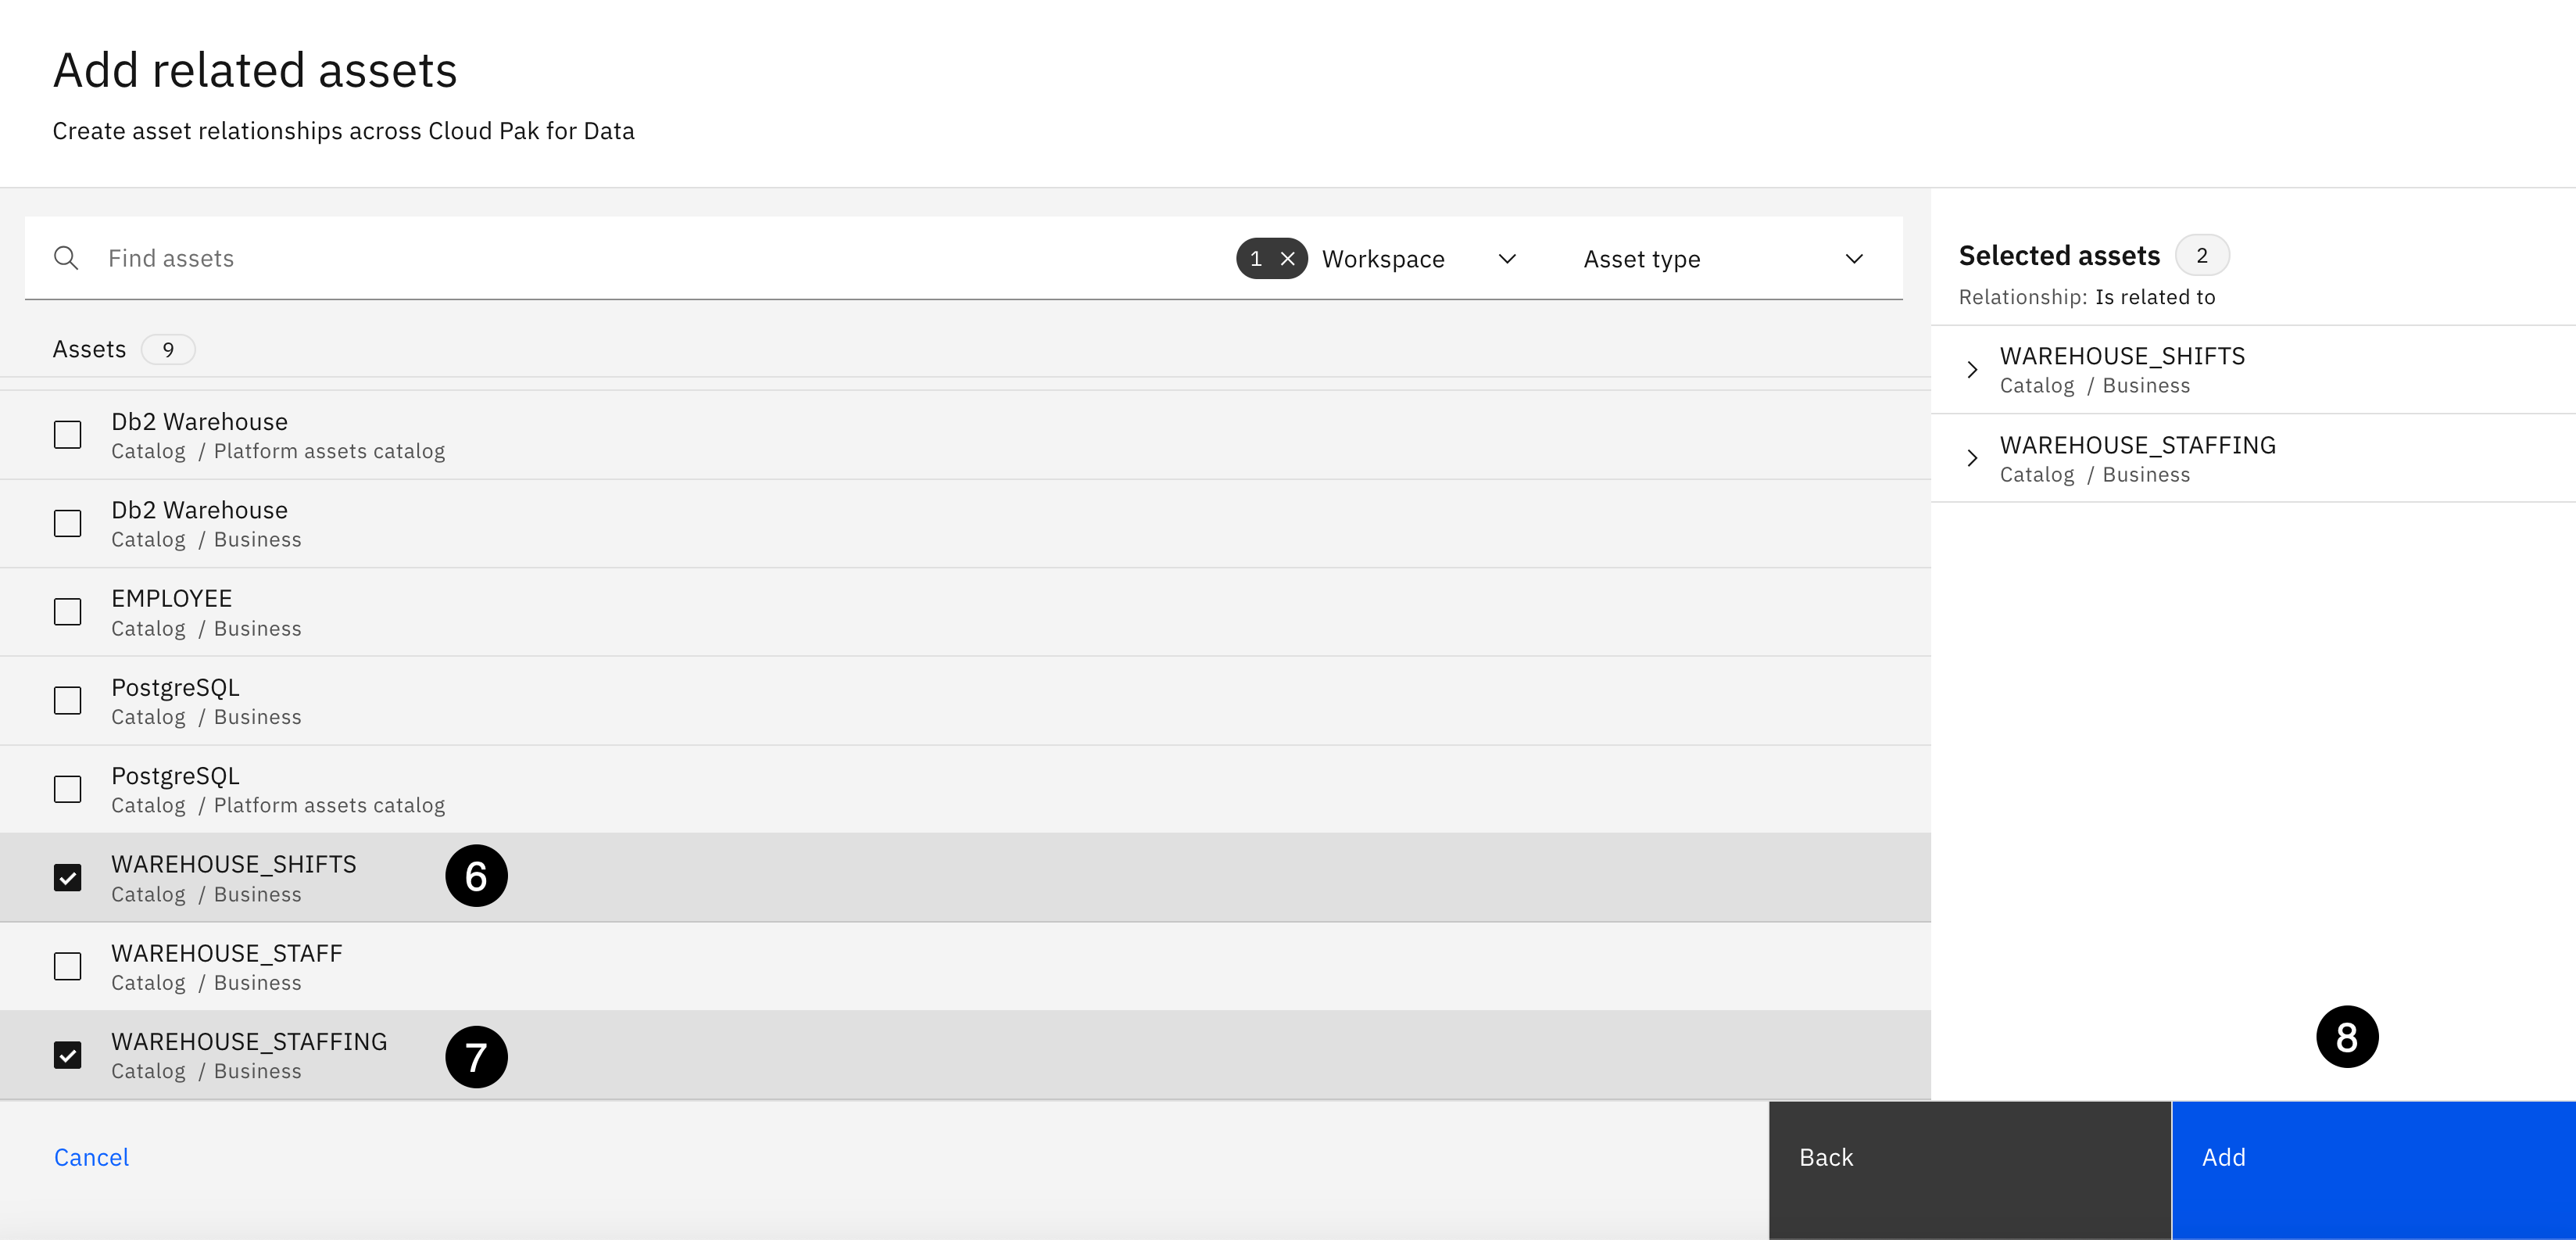 Add related assets
Create asset relationships across Cloud Pak for Data
Find assets
1 Workspace
Asset type
Assets 9
Db2 Warehouse
Catalog / Platform assets catalog
Db2 Warehouse
Catalog / Business
EMPLOYEE
Catalog / Business
PostgreSQL
Catalog / Business
PostgreSQL
Catalog / Platform assets catalog
WAREHOUSE_SHIFTS
Catalog / Business
6
WAREHOUSE_STAFF
Catalog / Business
WAREHOUSE_STAFFING
Catalog / Business
7
Selected assets 2
Relationship: Is related to
WAREHOUSE_SHIFTS
Catalog / Business
WAREHOUSE_STAFFING
Catalog / Business
8
Cancel
Back
Add